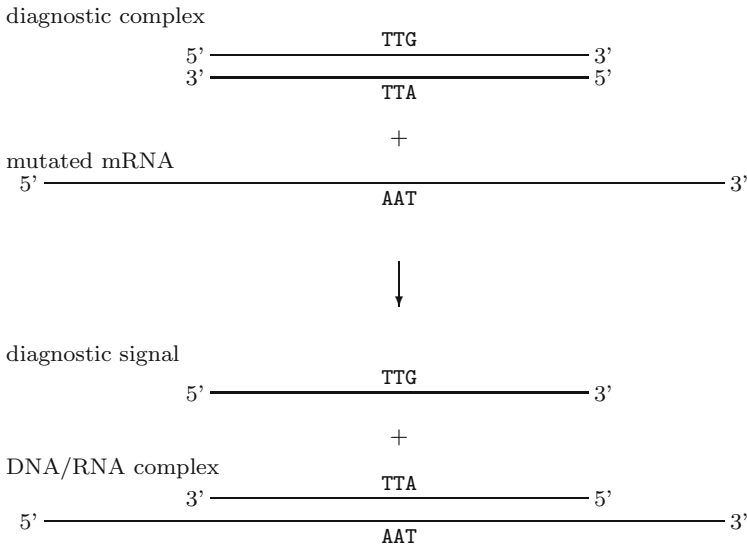 diagnostic complex
TTG
5' 3'
3' 5'
TTA
+
mutated mRNA
5' 3'
AAT
diagnostic signal
TTG
5' 3'
+
DNA/RNA complex
TTA
3' 5'
5' 3'
AAT